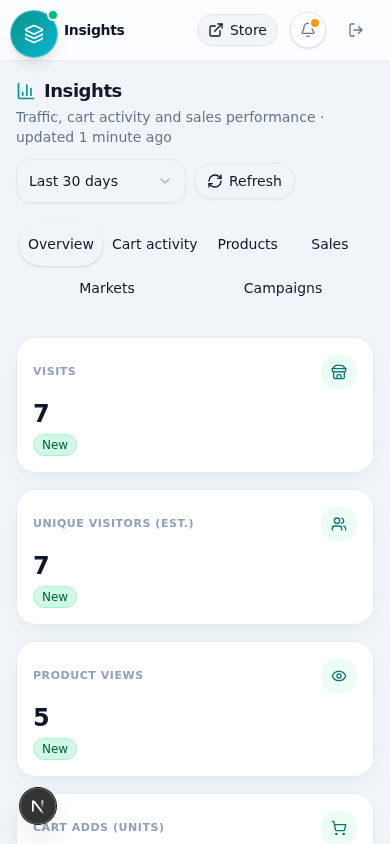 Insights
Store
Insights
Traffic, cart activity and sales performance ·
updated 1 minute ago
Last 30 days
Refresh
Overview
Cart activity
Products
Sales
Markets
Campaigns
VISITS
7
New
UNIQUE VISITORS (EST.)
7
New
PRODUCT VIEWS
5
New
N
CART ADDS (UNITS)